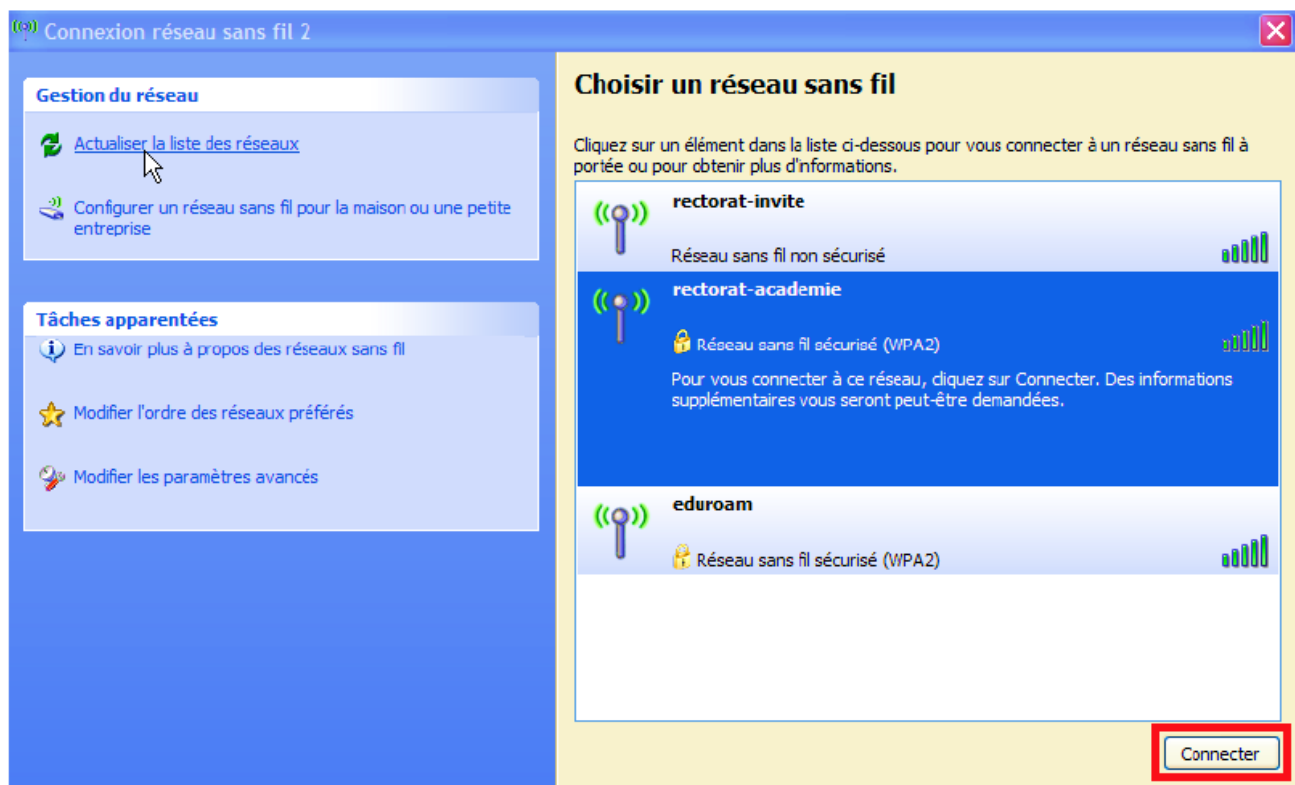 Connexion réseau sans fil 2
Gestion du réseau
Actualiser la liste des réseaux
Configurer un réseau sans fil pour la maison ou une petite
entreprise
Tâches apparentées
En savoir plus à propos des réseaux sans fil
Modifier l'ordre des réseaux préférés
Modifier les paramètres avancés
Choisir un réseau sans fil
Cliquez sur un élément dans la liste ci-dessous pour vous connecter à un réseau sans fil à
portée ou pour obtenir plus d'informations.
rectorat-invite
Réseau sans fil non sécurisé
rectorat-academie
Réseau sans fil sécurisé (WPA2)
Pour vous connecter à ce réseau, cliquez sur Connecter. Des informations
supplémentaires vous seront peut-être demandées.
eduroam
Réseau sans fil sécurisé (WPA2)
Connecter